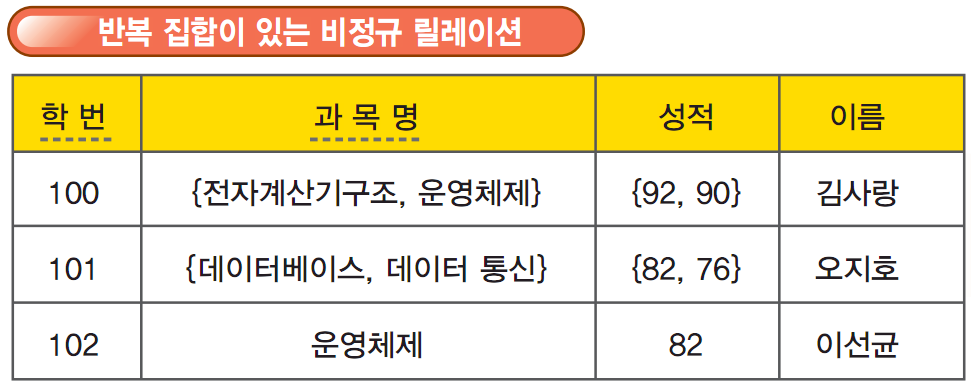 반복 집합이 있는 비정규 릴레이션
학 번 과 목 명 성적 이름
100 {전자계산기구조, 운영체제} {92, 90} 김사랑
101 {데이터베이스, 데이터 통신} {82, 76} 오지호
102 운영체제 82 이선균